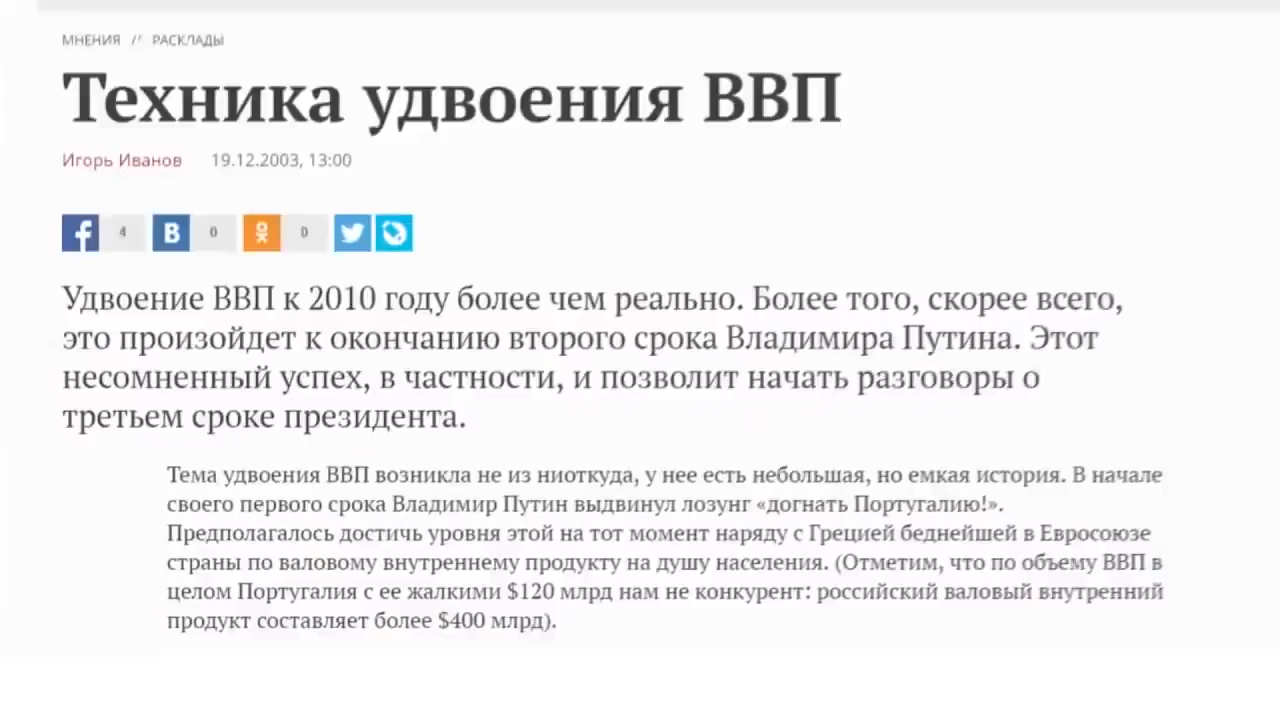 МНЕНИЯ // РАСКЛАДЫ
Техника удвоения ВВП
Игорь Иванов 19.12.2003, 13:00
4 В 0 0
Удвоение ВВП к 2010 году более чем реально. Более того, скорее всего,
это произойдет к окончанию второго срока Владимира Путина. Этот
несомненный успех, в частности, и позволит начать разговоры о
третьем сроке президента.
Тема удвоения ВВП возникла не из ниоткуда, у нее есть небольшая, но емкая история. В начале
своего первого срока Владимир Путин выдвинул лозунг «догнать Португалию!».
Предполагалось достичь уровня этой на тот момент наряду с Грецией беднейшей в Евросоюзе
страны по валовому внутреннему продукту на душу населения. (Отметим, что по объему ВВП в
целом Португалия с ее жалкими $120 млрд нам не конкурент: российский валовый внутренний
продукт составляет более $400 млрд).